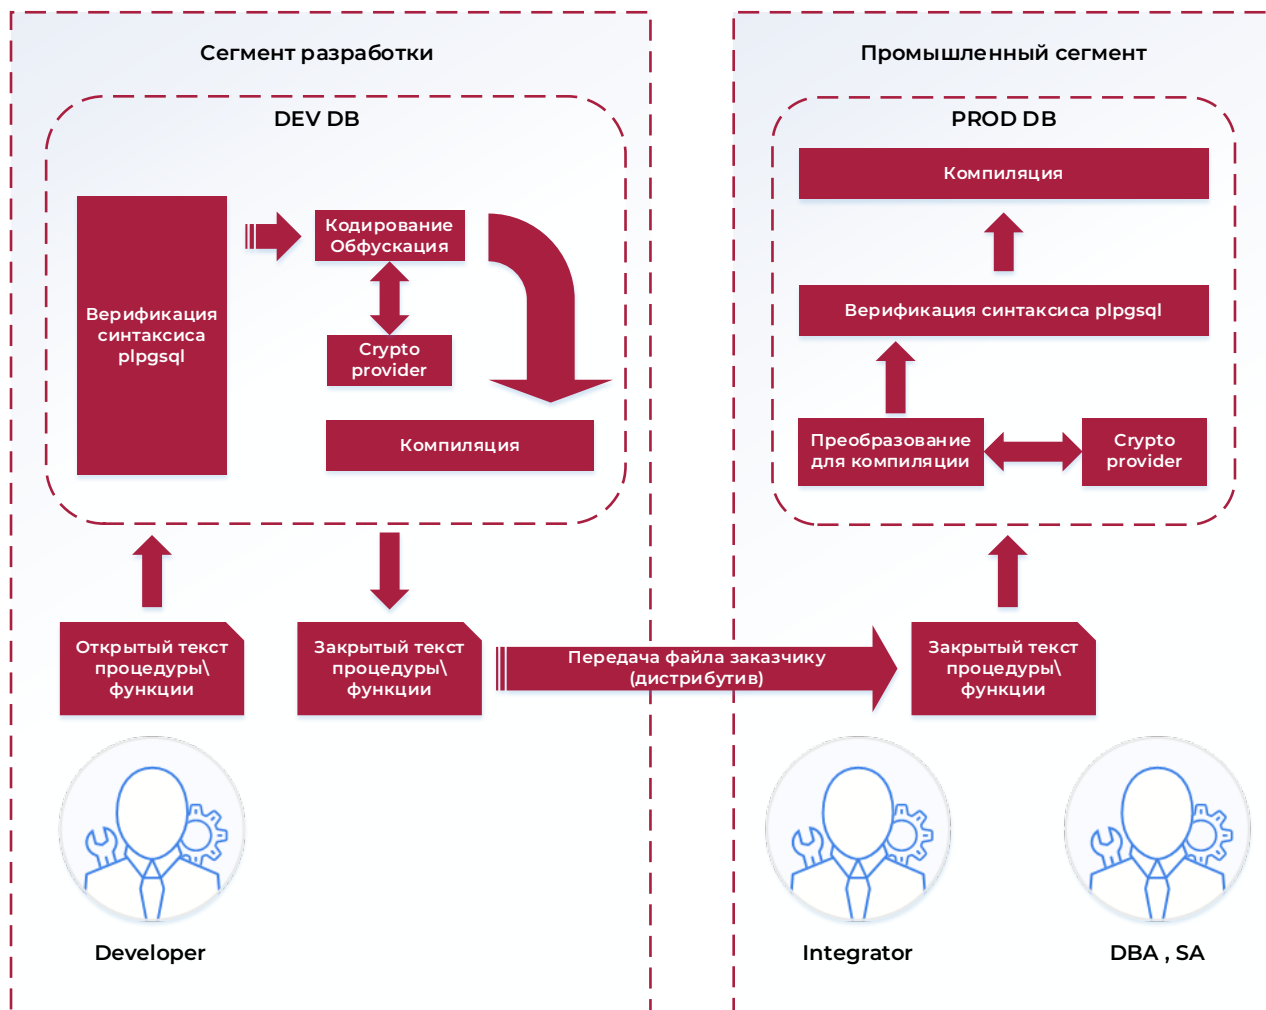 Сегмент разработки
DEV DB
Верификация
синтаксиса
plpgsql
Кодирование
Обфускация
Crypto
provider
Компиляция
Открытый текст
процедуры\
функции
Закрытый текст
процедуры\
функции
Developer
Передача файла заказчику
(дистрибутив)
Промышленный сегмент
PROD DB
Компиляция
Верификация синтаксиса plpgsql
Преобразование
для компиляции
Crypto
provider
Закрытый текст
процедуры\
функции
Integrator
DBA , SA